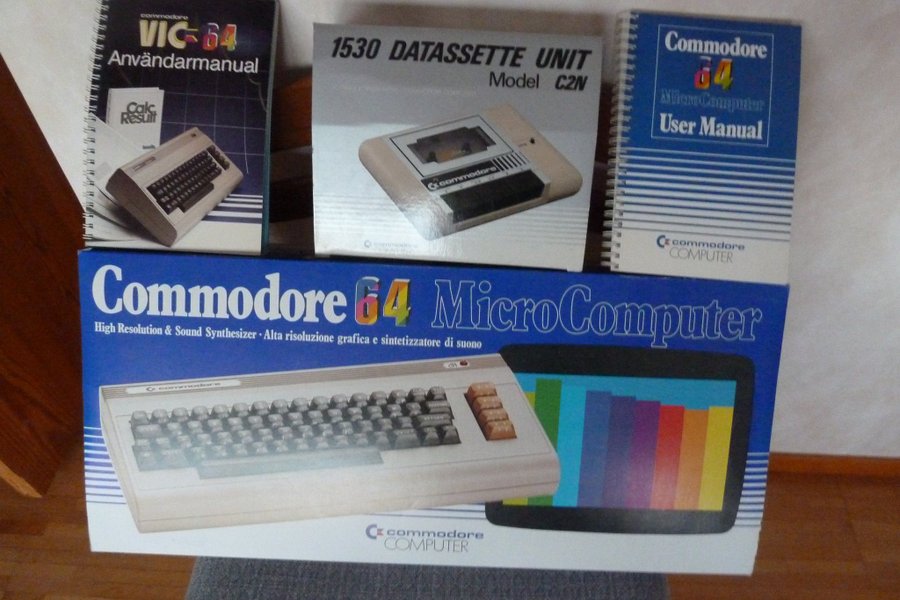 commodore
VIC-64
Användarmanual
Calc
Result
1530 DATASSETTE UNIT
Model C2N
commodore
commodore
Commodore
64
MicroComputer
User Manual
commodore
COMPUTER
Commodore 64 MicroComputer
High Resolution & Sound Synthesizer · Alta risoluzione grafica e sintetizzatore di suono
commodore
commodore
COMPUTER